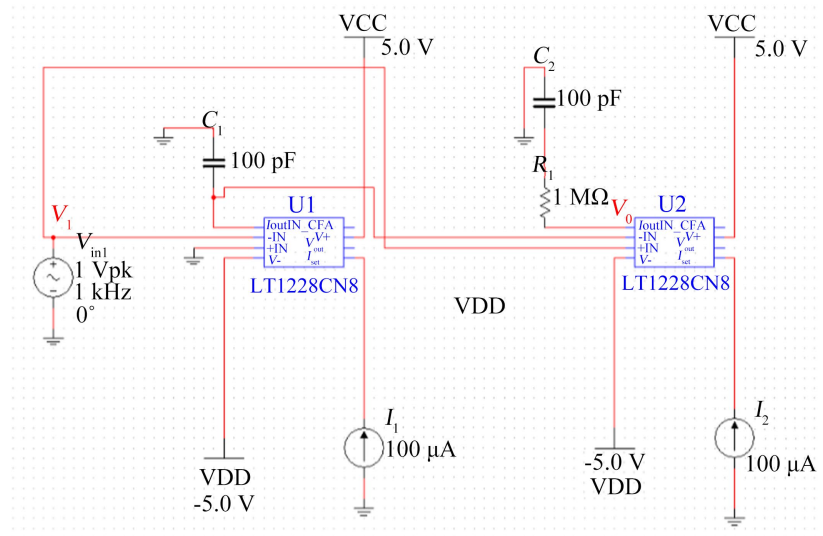 VCC
5.0 V
VCC
5.0 V
C2
100 pF
C1
100 pF
R1
1 MΩ
V0
V1
Vin1
1 Vpk
1 kHz
0°
U1
IoutIN_CFA
-IN V+
+IN Vout
V- Iset
LT1228CN8
U2
IoutIN_CFA
-IN V+
+IN Vout
V- Iset
LT1228CN8
VDD
I1
100 μA
I2
100 μA
VDD
-5.0 V
-5.0 V
VDD